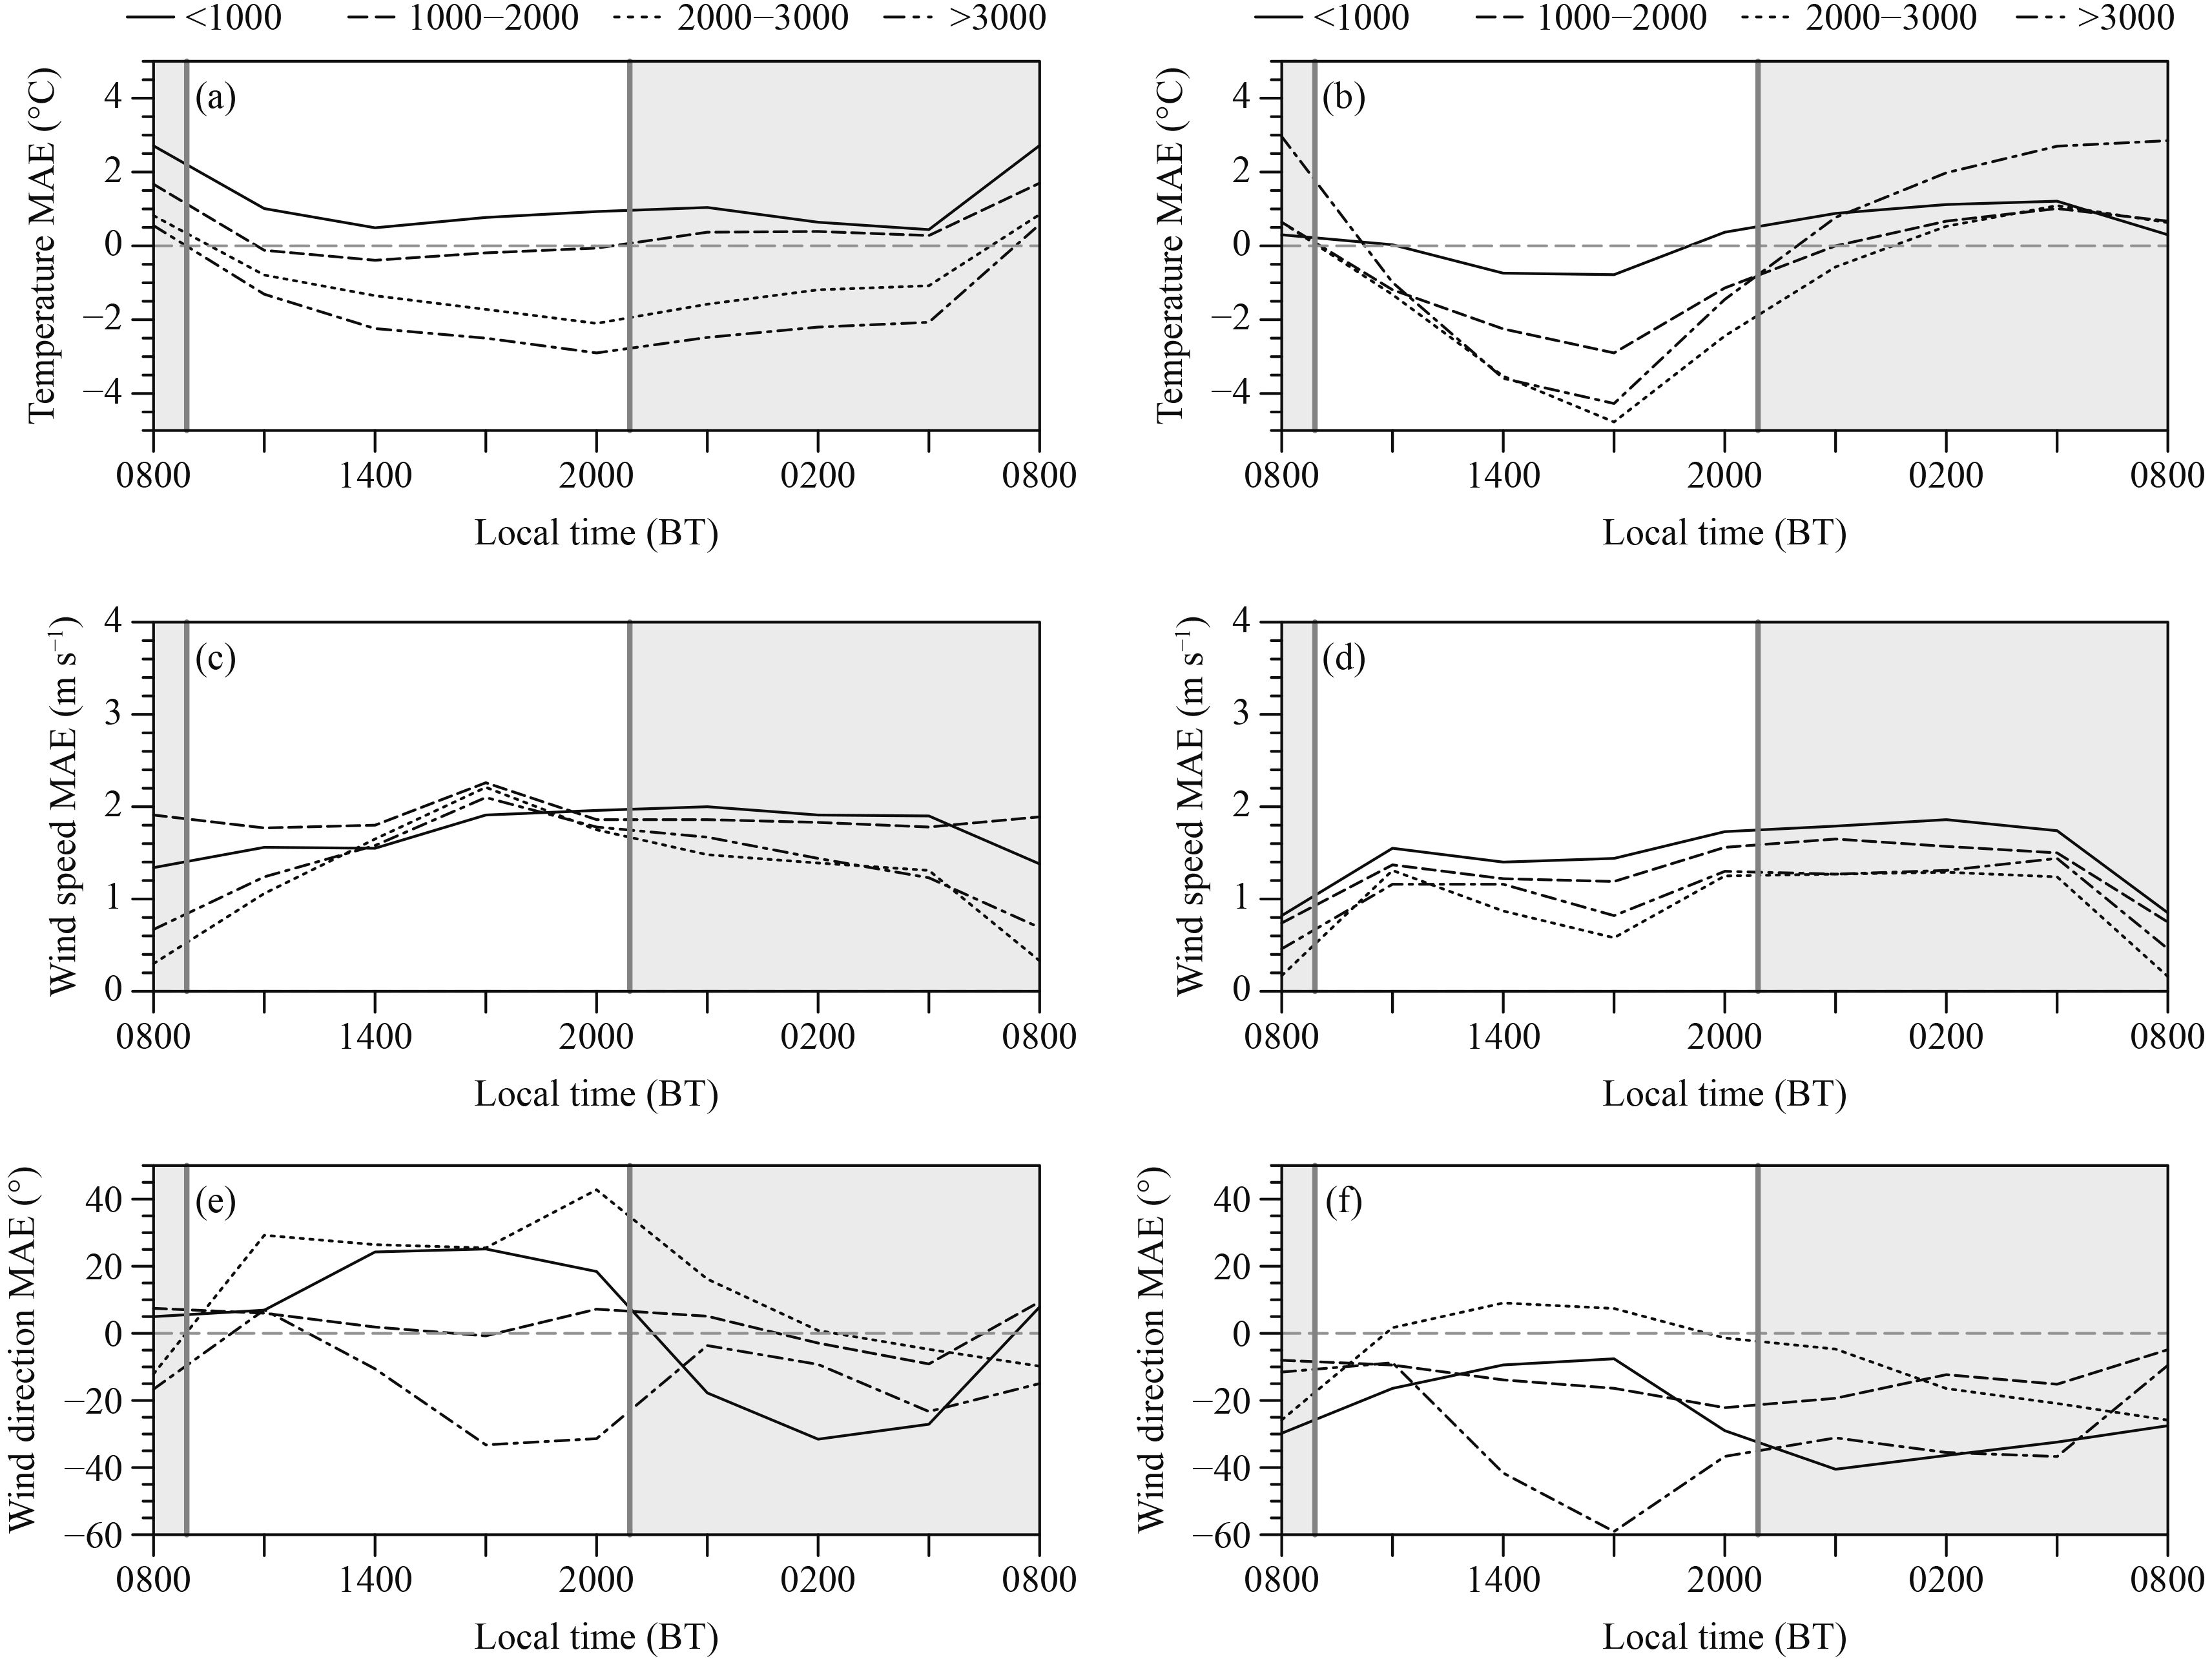 <1000 1000−2000 2000−3000 >3000
<1000 1000−2000 2000−3000 >3000
(a)
Temperature MAE (°C)
4
2
0
−2
−4
0800 1400 2000 0200 0800
Local time (BT)
(b)
Temperature MAE (°C)
4
2
0
−2
−4
0800 1400 2000 0200 0800
Local time (BT)
(c)
Wind speed MAE (m s⁻¹)
4
3
2
1
0
0800 1400 2000 0200 0800
Local time (BT)
(d)
Wind speed MAE (m s⁻¹)
4
3
2
1
0
0800 1400 2000 0200 0800
Local time (BT)
(e)
Wind direction MAE (°)
40
20
0
−20
−40
−60
0800 1400 2000 0200 0800
Local time (BT)
(f)
Wind direction MAE (°)
40
20
0
−20
−40
−60
0800 1400 2000 0200 0800
Local time (BT)